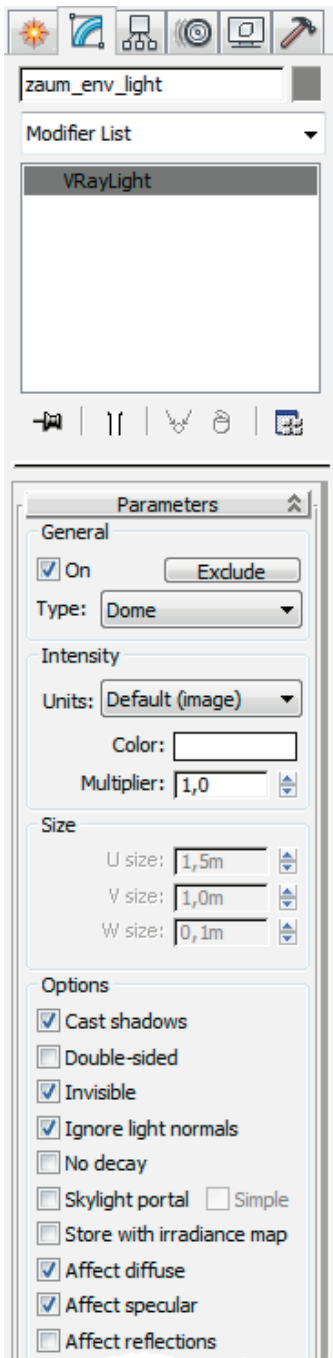 zaum_env_light
Modifier List
VRayLight
Parameters
General
On Exclude
Type: Dome
Intensity
Units: Default (image)
Color:
Multiplier: 1,0
Size
U size: 1,5m
V size: 1,0m
W size: 0,1m
Options
Cast shadows
Double-sided
Invisible
Ignore light normals
No decay
Skylight portal Simple
Store with irradiance map
Affect diffuse
Affect specular
Affect reflections